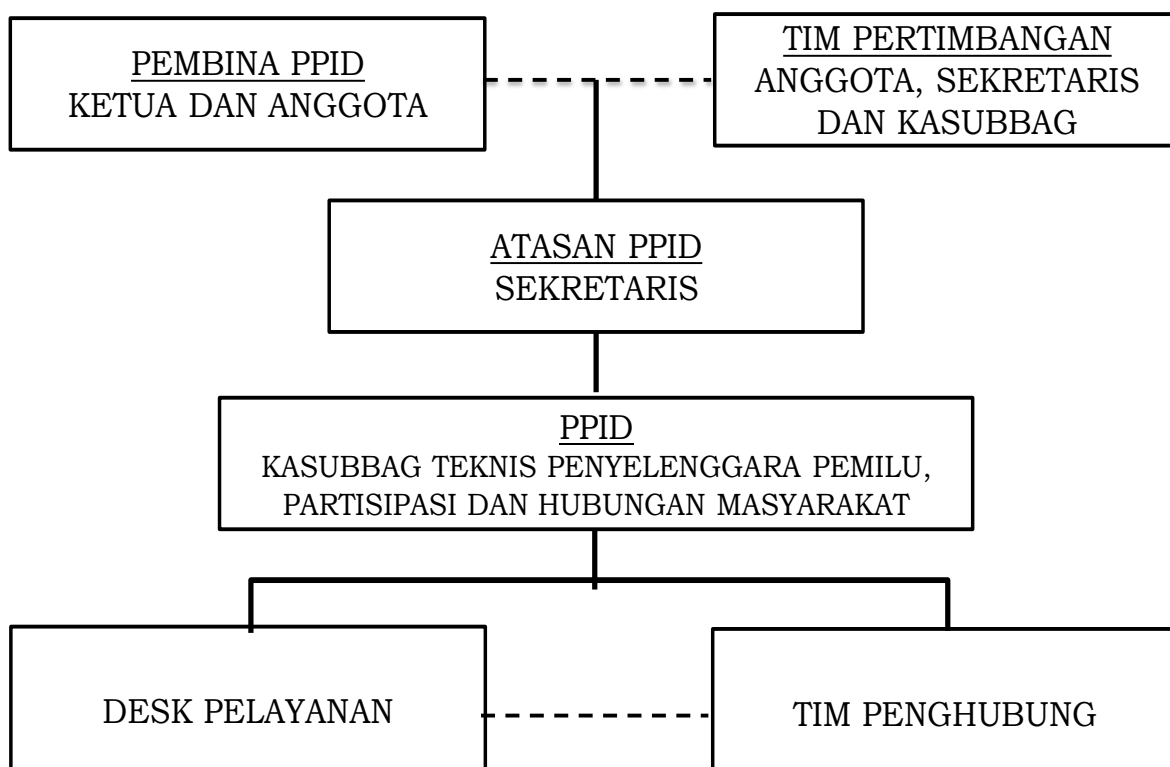 PEMBINA PPID
KETUA DAN ANGGOTA
TIM PERTIMBANGAN
ANGGOTA, SEKRETARIS
DAN KASUBBAG
ATASAN PPID
SEKRETARIS
PPID
KASUBBAG TEKNIS PENYELENGGARA PEMILU,
PARTISIPASI DAN HUBUNGAN MASYARAKAT
DESK PELAYANAN
TIM PENGHUBUNG